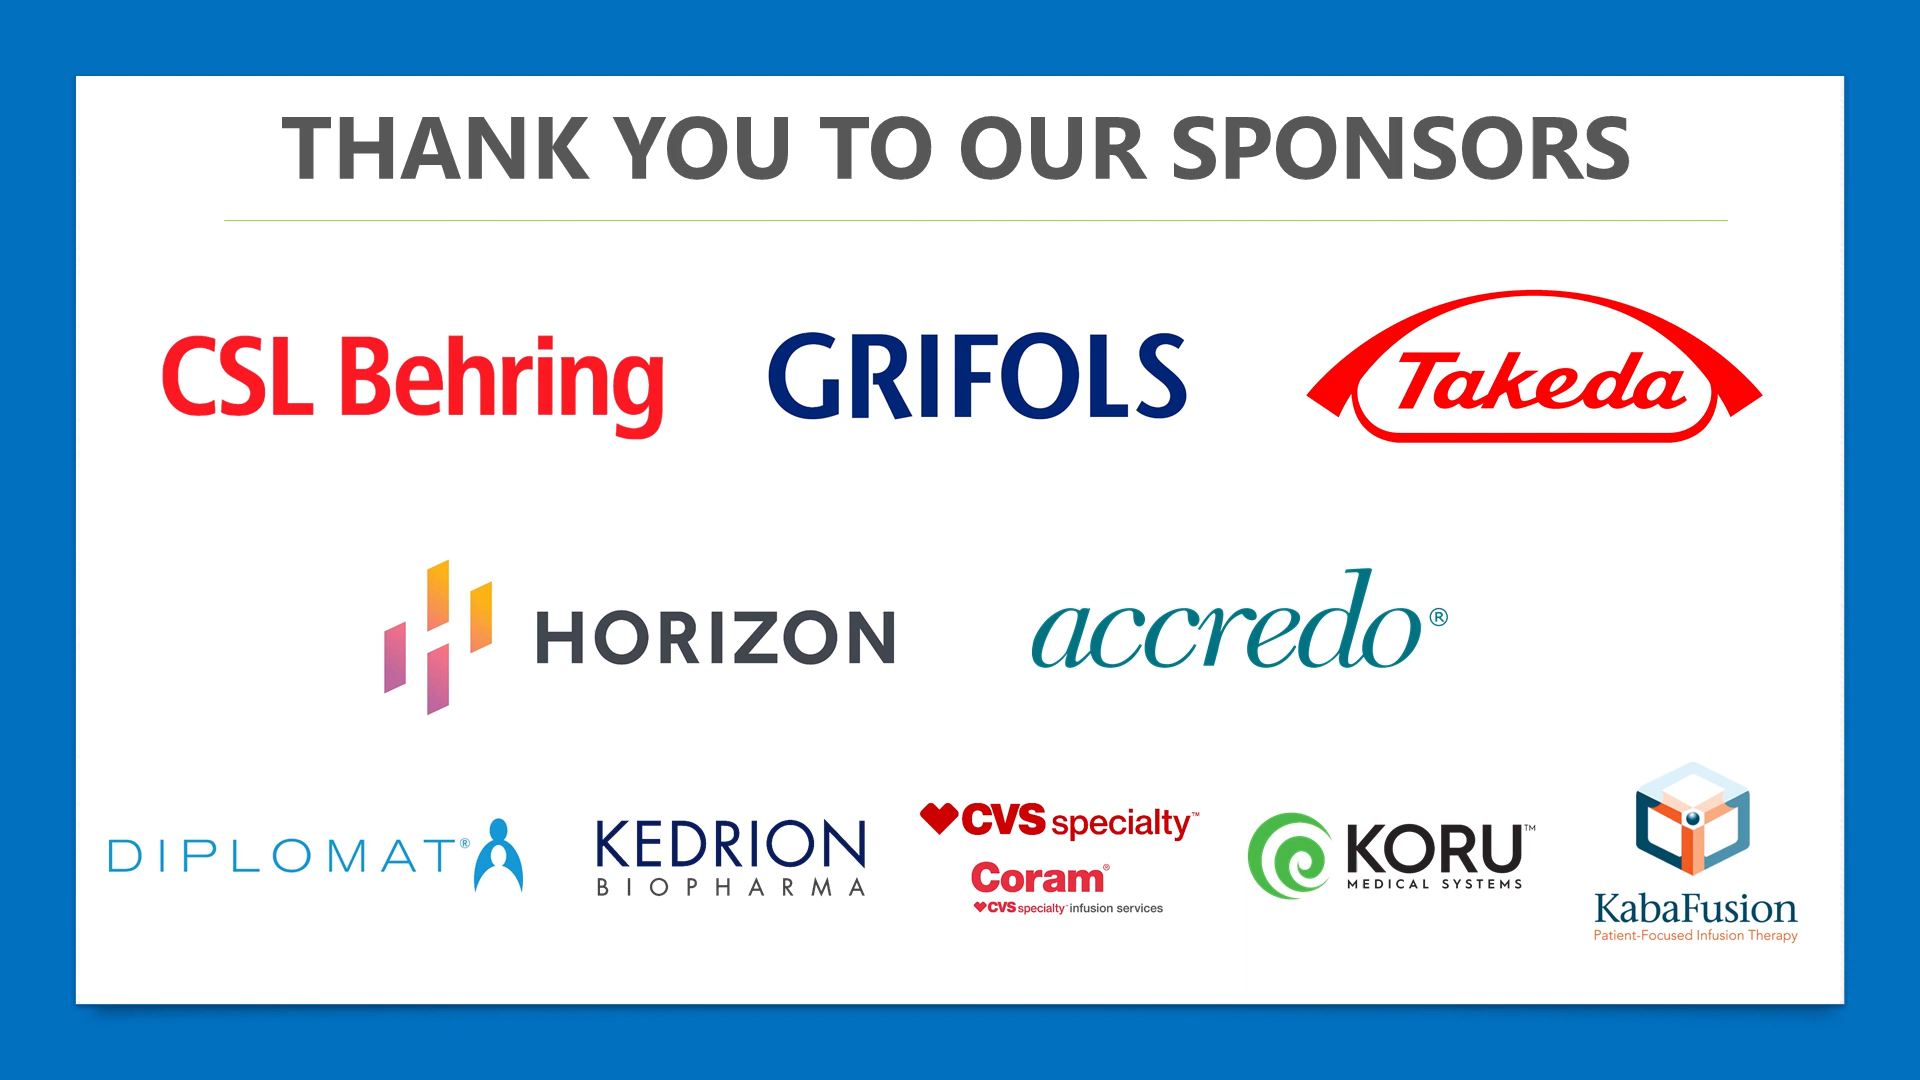 THANK YOU TO OUR SPONSORS
CSL Behring
GRIFOLS
Takeda
HORIZON
accredo®
DIPLOMAT®
KEDRION
BIOPHARMA
CVS specialty™
Coram®
CVS specialty™ infusion services
KORU™
MEDICAL SYSTEMS
KabaFusion
Patient-Focused Infusion Therapy